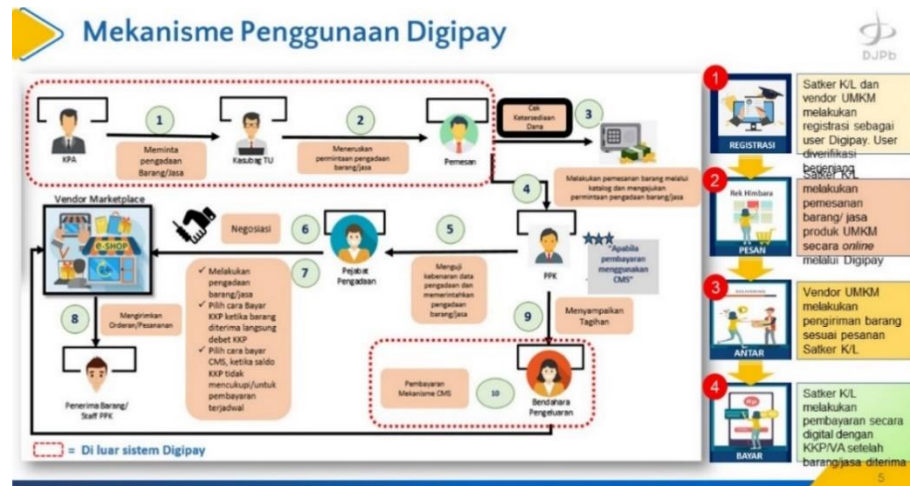 Mekanisme Penggunaan Digipay
DJPb
1
2
Cek
Ketersediaan
Dana
3
KPA
Meminta
pengadaan
Barang/Jasa
Kasubag TU
Meneruskan
permintaan pengadaan
barang/jasa
Pemesan
4
Melakukan pemesanan barang melalui
katalog dan mengajukan
permintaan pengadaan barang/jasa
Vendor Marketplace
e-SHOP
Negosiasi
6
5
7
Pejabat
Pengadaan
PPK
"Apabila
pembayaran
menggunakan
CMS"
✓ Melakukan
pengadaan
barang/jasa
✓ Pilih cara Bayar
KKP ketika barang
diterima langsung
debet KKP
✓ Pilih cara bayar
CMS, ketika saldo
KKP tidak
mencukupi/untuk
pembayaran
terjadwal
Menguji
kebenaran data
pengadaan dan
memerintahkan
pengadaan
barang/jasa
8
Mengirimkan
Orderan/Pesananan
9
Menyampaikan
Tagihan
Penerima Barang/
Staff PPK
Pembayaran
Mekanisme CMS
10
Bendahara
Pengeluaran
= Di luar sistem Digipay
1
REGISTRASI
Satker K/L dan
vendor UMKM
melakukan
registrasi sebagai
user Digipay. User
diverifikasi
berjenjang
2
Rek Himbara
PESAN
Satker K/L
melakukan
pemesanan
barang/ jasa
produk UMKM
secara online
melalui Digipay
3
ANTAR
Vendor UMKM
melakukan
pengiriman barang
sesuai pesanan
Satker K/L
4
Rp
BAYAR
Satker K/L
melakukan
pembayaran secara
digital dengan
KKP/VA setelah
barang/jasa diterima
5